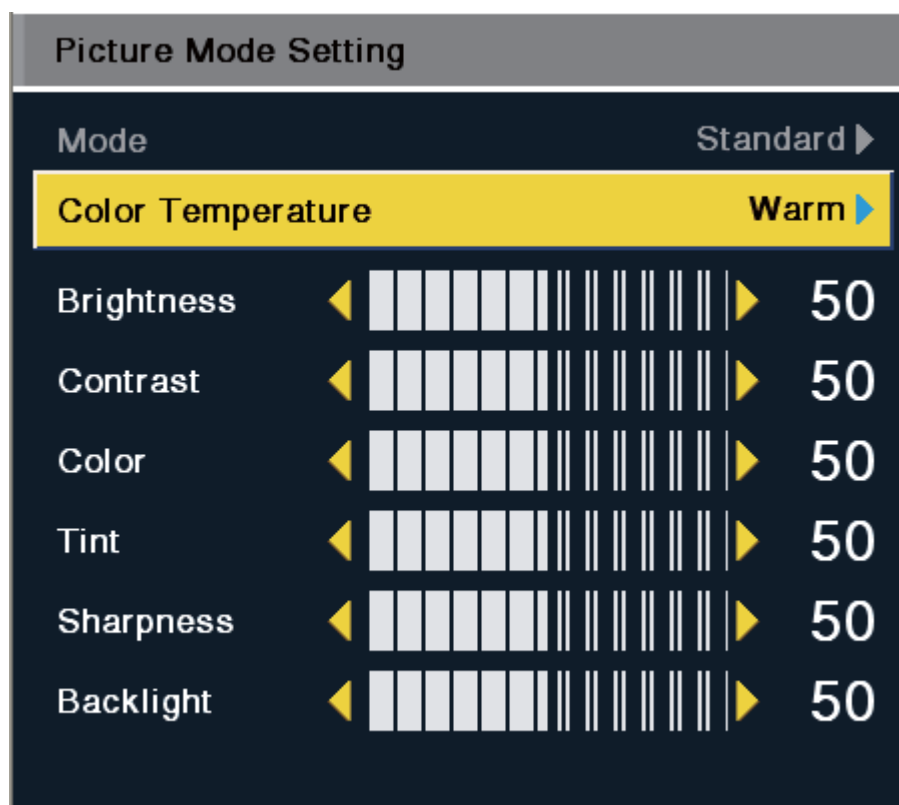 Picture Mode Setting
Mode Standard
Color Temperature Warm
Brightness 50
Contrast 50
Color 50
Tint 50
Sharpness 50
Backlight 50